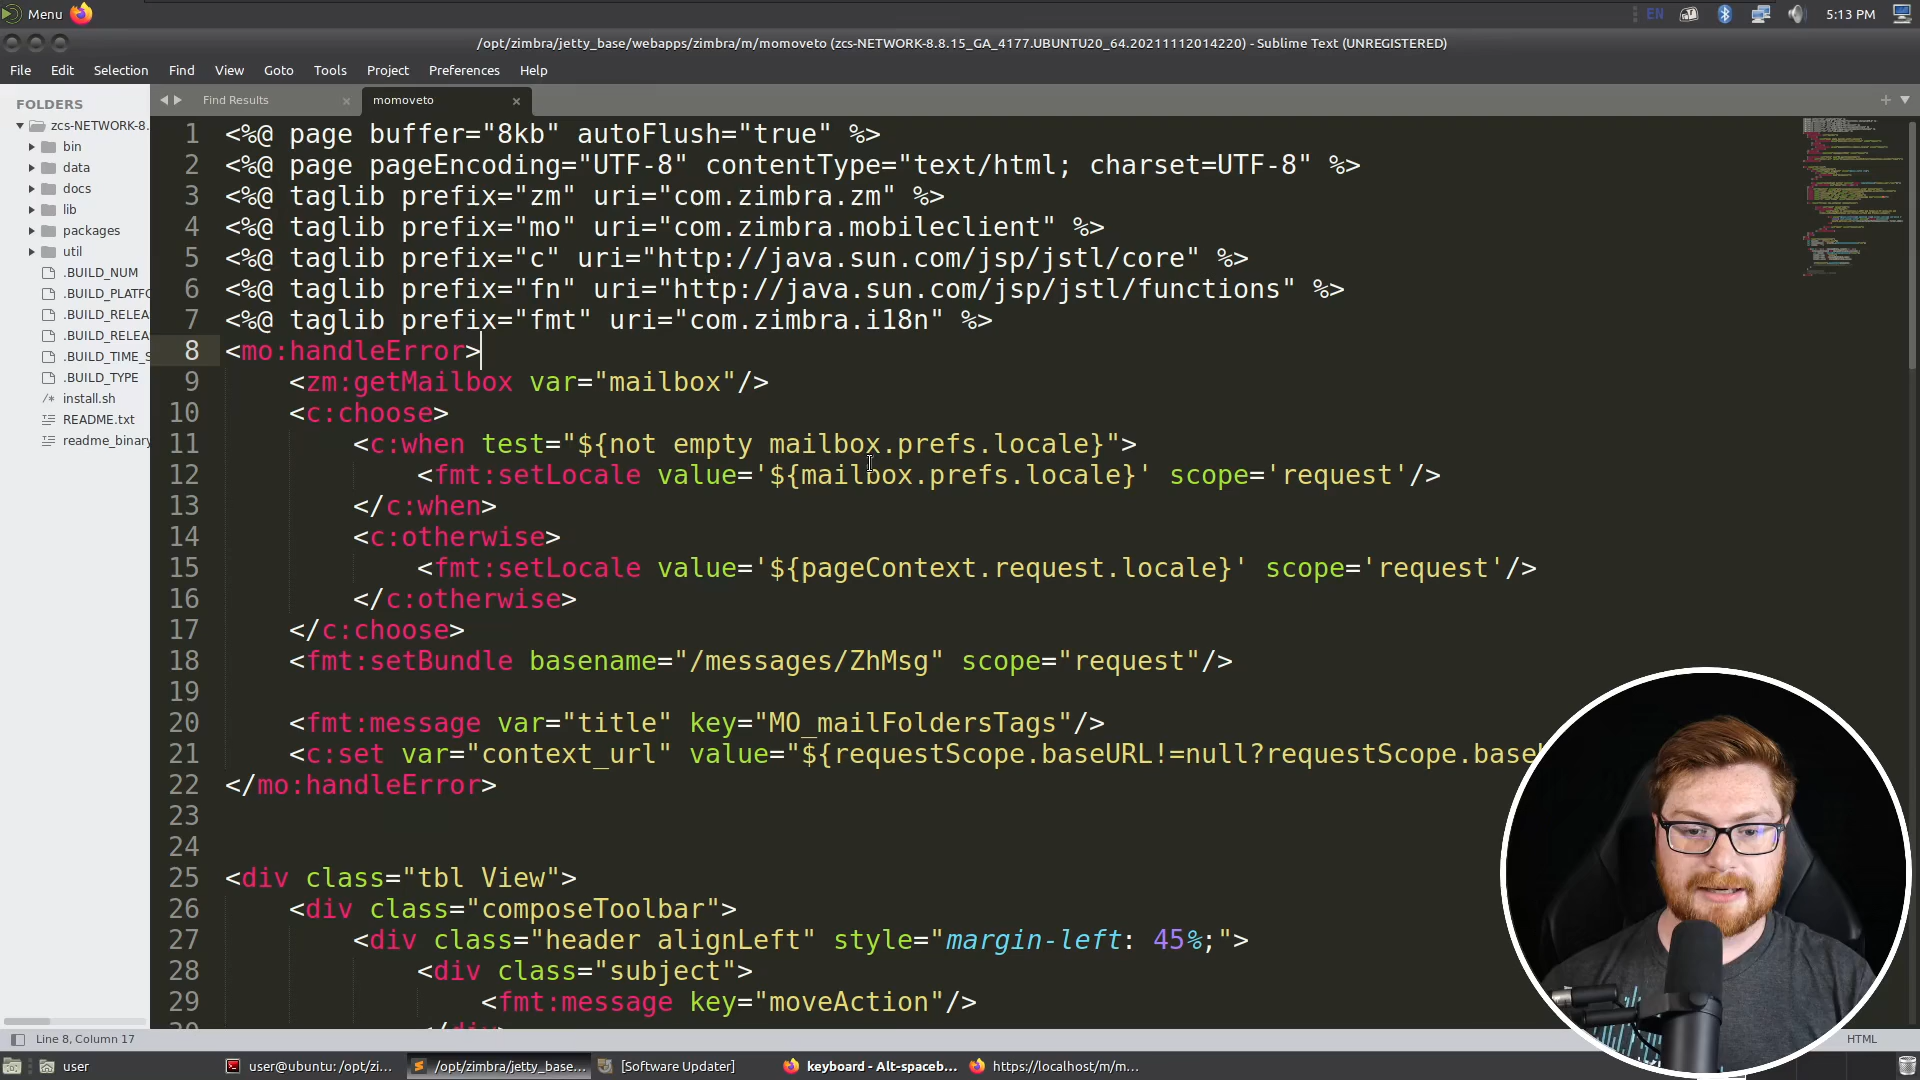 Menu
EN
5:13 PM
/opt/zimbra/jetty_base/webapps/zimbra/m/momoveto (zcs-NETWORK-8.8.15_GA_4177.UBUNTU20_64.20211112014220) - Sublime Text (UNREGISTERED)
File Edit Selection Find View Goto Tools Project Preferences Help
FOLDERS
zcs-NETWORK-8.
bin
data
docs
lib
packages
util
.BUILD_NUM
.BUILD_PLATFO
.BUILD_RELEA
.BUILD_RELEA
.BUILD_TIME_S
.BUILD_TYPE
install.sh
README.txt
readme_binary
Find Results
momoveto
1 <%@ page buffer="8kb" autoFlush="true" %>
2 <%@ page pageEncoding="UTF-8" contentType="text/html; charset=UTF-8" %>
3 <%@ taglib prefix="zm" uri="com.zimbra.zm" %>
4 <%@ taglib prefix="mo" uri="com.zimbra.mobileclient" %>
5 <%@ taglib prefix="c" uri="http://java.sun.com/jsp/jstl/core" %>
6 <%@ taglib prefix="fn" uri="http://java.sun.com/jsp/jstl/functions" %>
7 <%@ taglib prefix="fmt" uri="com.zimbra.i18n" %>
8 <mo:handleError>
9 <zm:getMailbox var="mailbox"/>
10 <c:choose>
11 <c:when test="${not empty mailbox.prefs.locale}">
12 <fmt:setLocale value='${mailbox.prefs.locale}' scope='request'/>
13 </c:when>
14 <c:otherwise>
15 <fmt:setLocale value='${pageContext.request.locale}' scope='request'/>
16 </c:otherwise>
17 </c:choose>
18 <fmt:setBundle basename="/messages/ZhMsg" scope="request"/>
19
20 <fmt:message var="title" key="MO_mailFoldersTags"/>
21 <c:set var="context_url" value="${requestScope.baseURL!=null?requestScope.base
22 </mo:handleError>
23
24
25 <div class="tbl View">
26 <div class="composeToolbar">
27 <div class="header alignLeft" style="margin-left: 45%;">
28 <div class="subject">
29 <fmt:message key="moveAction"/>
Line 8, Column 17
HTML
user
user@ubuntu: /opt/zi...
/opt/zimbra/jetty_base...
[Software Updater]
keyboard - Alt-spaceb...
https://localhost/m/m...